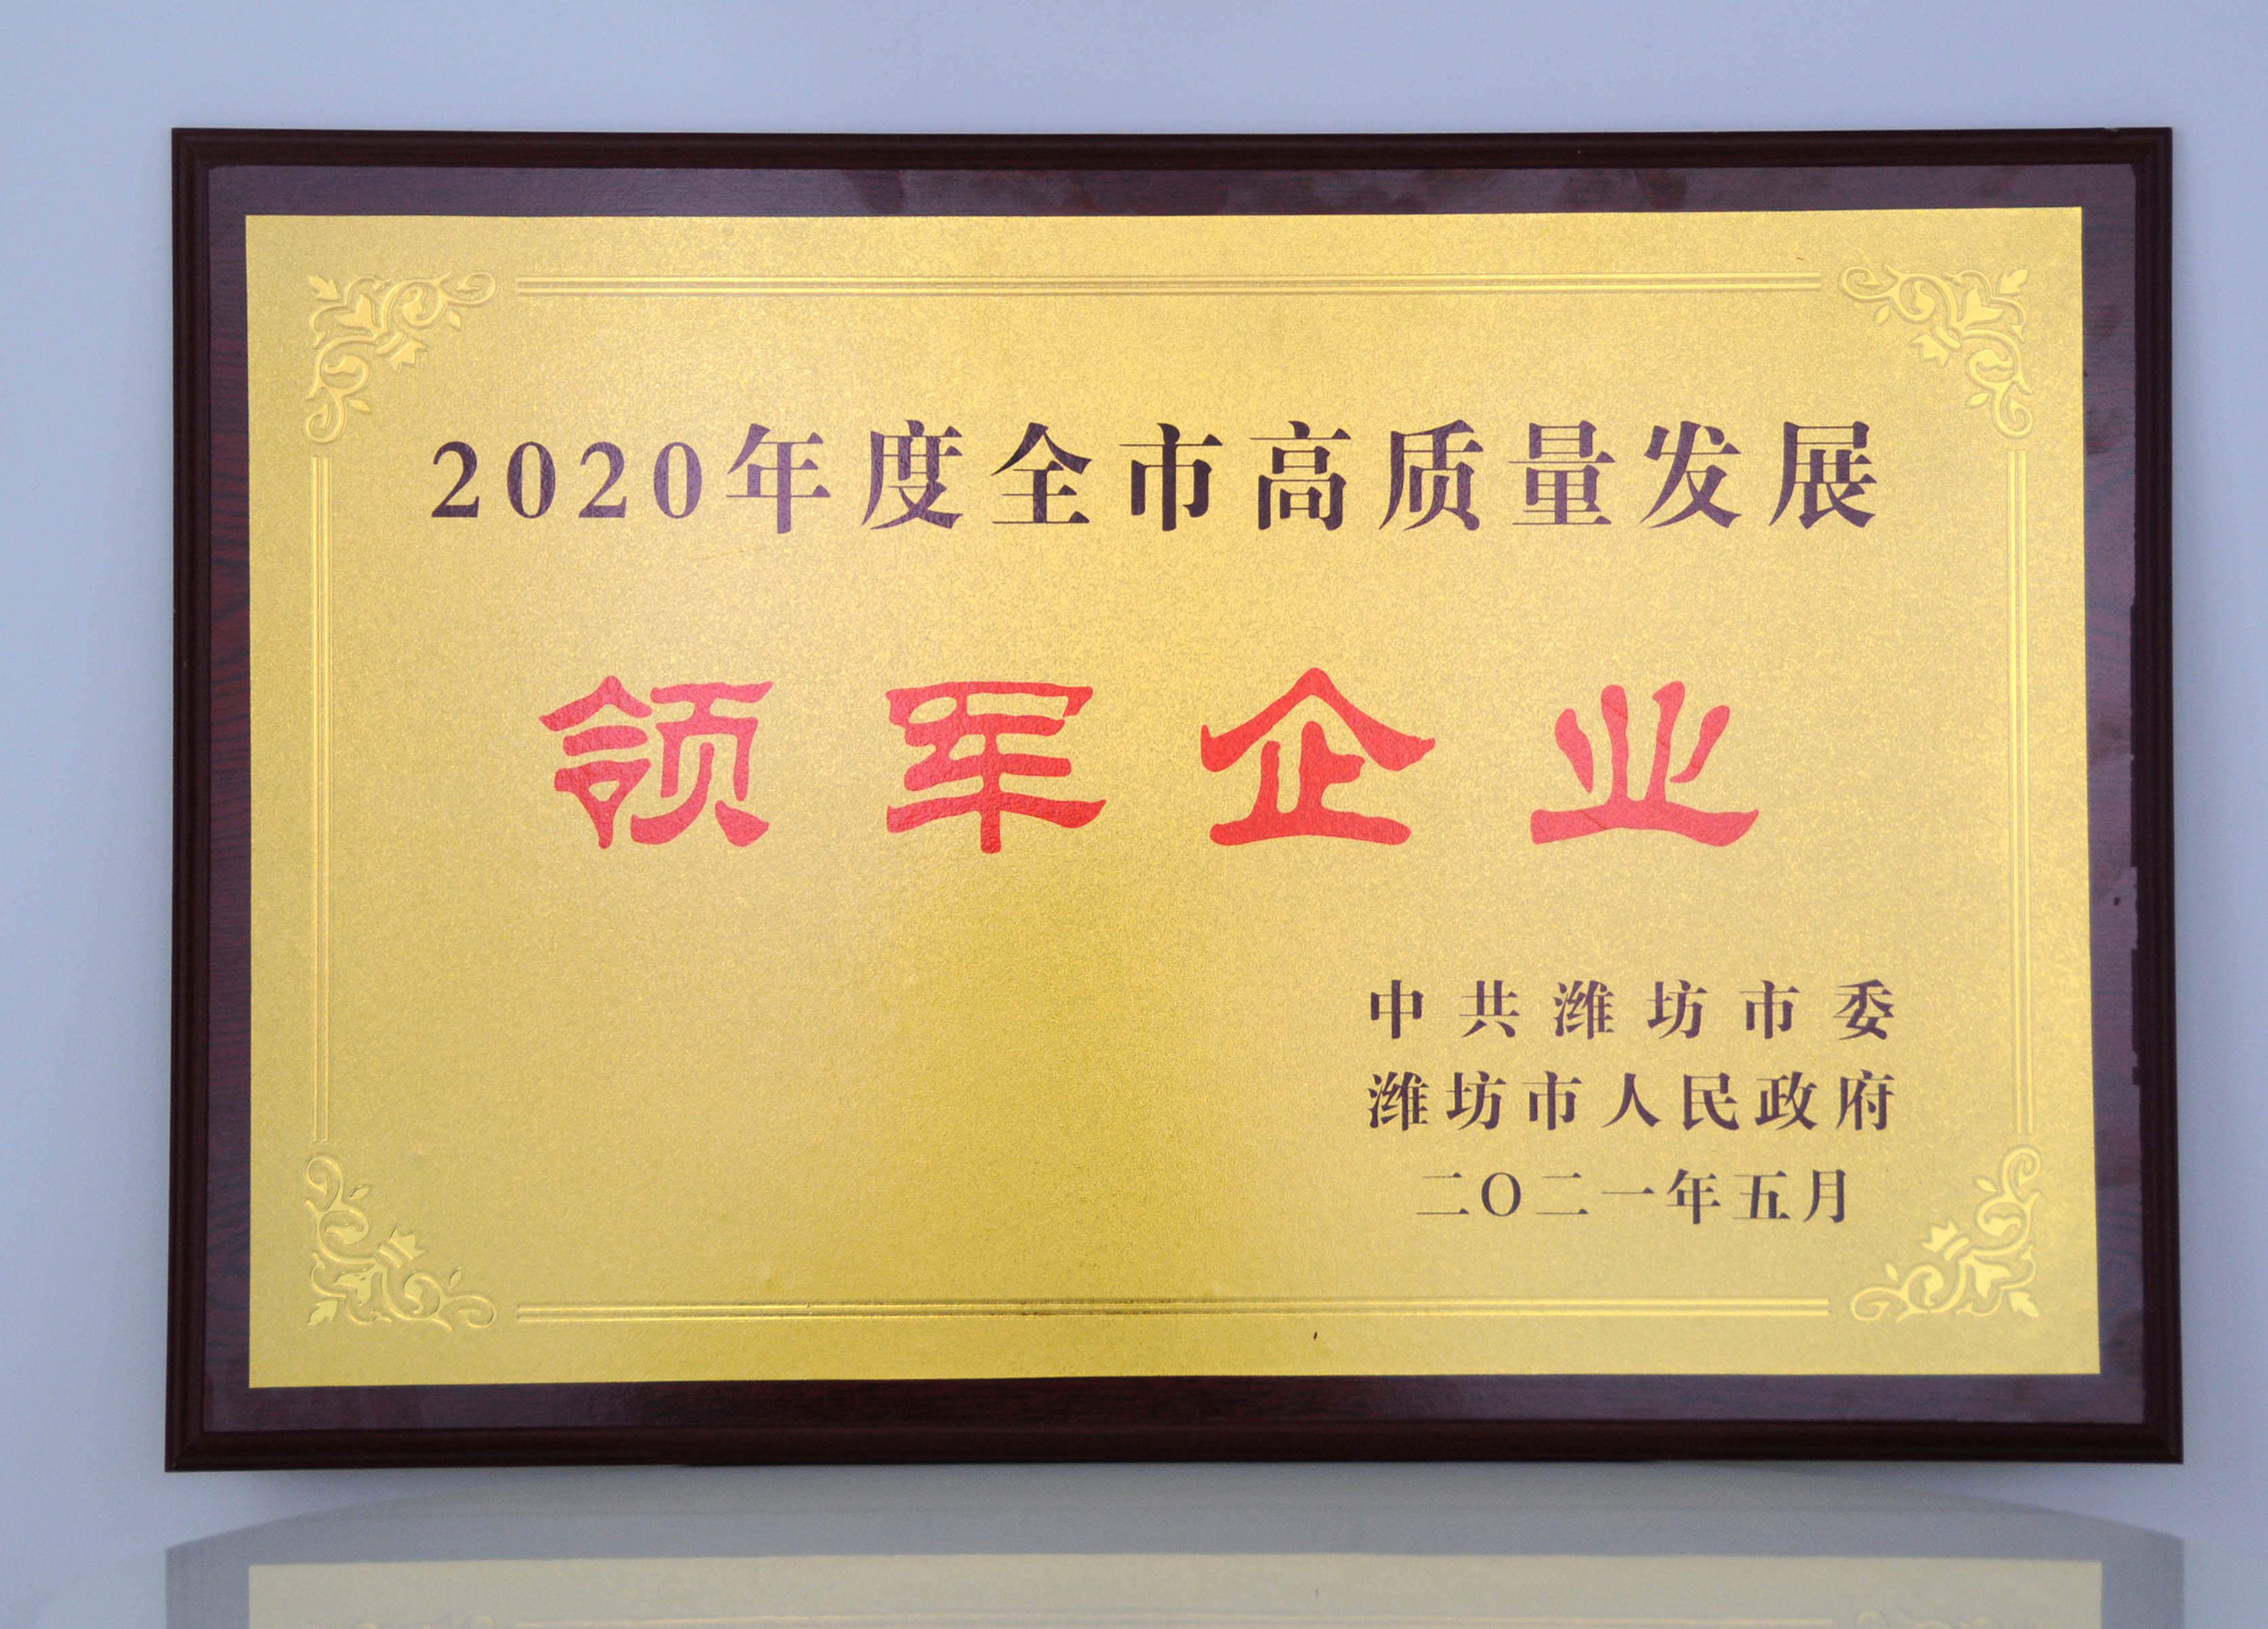 2020年度全市高质量发展
领军企业
中共潍坊市委
潍坊市人民政府
二〇二一年五月